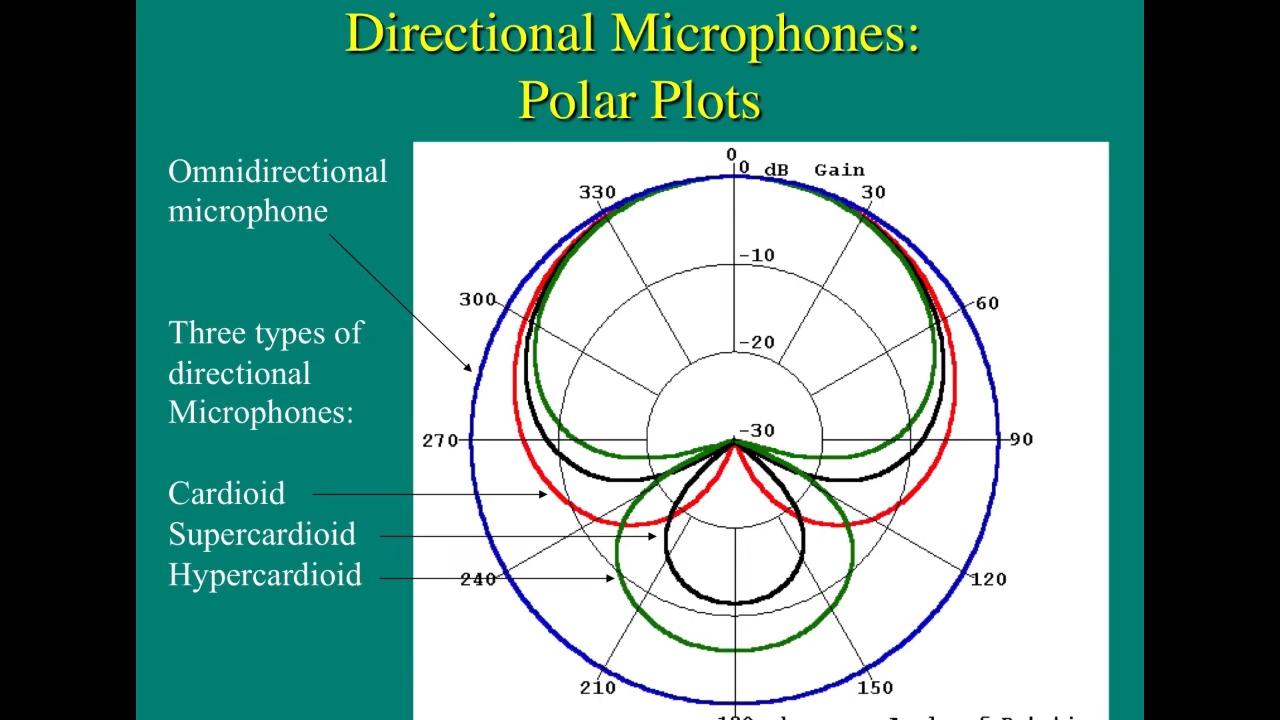 Directional Microphones:
Polar Plots
Omnidirectional
microphone
Three types of
directional
Microphones:
Cardioid
Supercardioid
Hypercardioid
0
0 dB Gain
330
30
-10
300
60
-20
-30
270
90
240
120
210
150